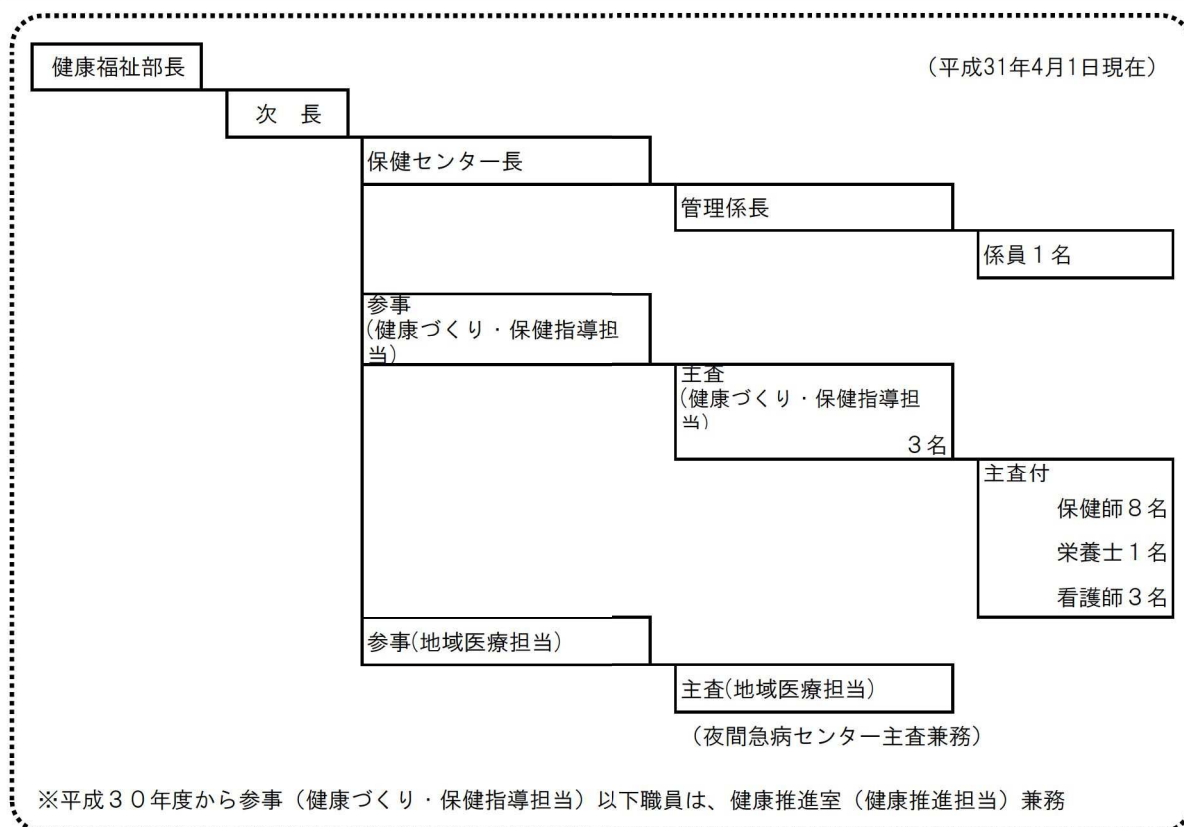 健康福祉部長
（平成31年4月1日現在）
次　長
保健センター長
管理係長
係員１名
参事
(健康づくり・保健指導担
当)
主査
(健康づくり・保健指導担
当)
３名
主査付
保健師８名
栄養士１名
看護師３名
参事(地域医療担当)
主査(地域医療担当)
（夜間急病センター主査兼務）
※平成３０年度から参事（健康づくり・保健指導担当）以下職員は、健康推進室（健康推進担当）兼務